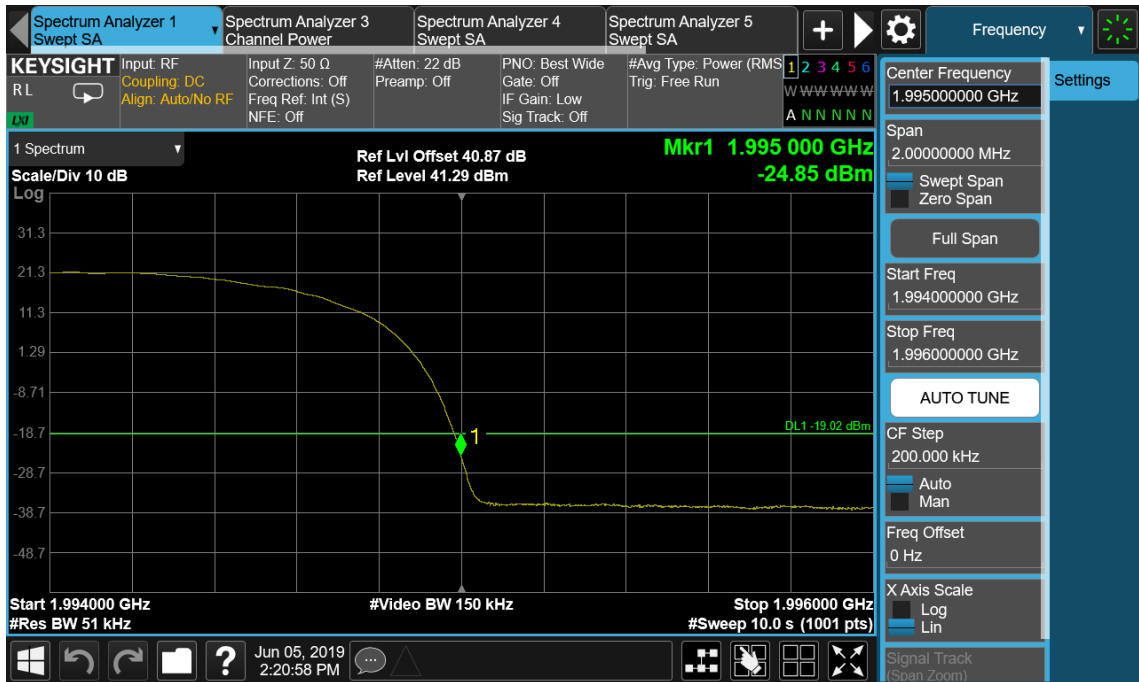 Spectrum Analyzer 1
Swept SA
Spectrum Analyzer 3
Channel Power
Spectrum Analyzer 4
Swept SA
Spectrum Analyzer 5
Swept SA
+
Frequency
KEYSIGHT
RL
LXI
Input: RF
Coupling: DC
Align: Auto/No RF
Input Z: 50 Ω
Corrections: Off
Freq Ref: Int (S)
NFE: Off
#Atten: 22 dB
Preamp: Off
PNO: Best Wide
Gate: Off
IF Gain: Low
Sig Track: Off
#Avg Type: Power (RMS
Trig: Free Run
1 2 3 4 5 6
W W W W W W
A N N N N N
1 Spectrum
Scale/Div 10 dB
Ref Lvl Offset 40.87 dB
Ref Level 41.29 dBm
Mkr1 1.995 000 GHz
-24.85 dBm
Log
31.3
21.3
11.3
1.29
-8.71
-18.7
-28.7
-38.7
-48.7
1
DL1 -19.02 dBm
Start 1.994000 GHz
#Res BW 51 kHz
#Video BW 150 kHz
Stop 1.996000 GHz
#Sweep 10.0 s (1001 pts)
Center Frequency
1.995000000 GHz
Span
2.00000000 MHz
Swept Span
Zero Span
Full Span
Start Freq
1.994000000 GHz
Stop Freq
1.996000000 GHz
AUTO TUNE
CF Step
200.000 kHz
Auto
Man
Freq Offset
0 Hz
X Axis Scale
Log
Lin
Signal Track
(Span Zoom)
Settings
?
Jun 05, 2019
2:20:58 PM